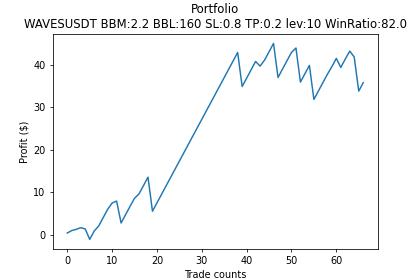 Portfolio
WAVESUSDT BBM:2.2 BBL:160 SL:0.8 TP:0.2 lev:10 WinRatio:82.0
Profit ($)
40
30
20
10
0
0 10 20 30 40 50 60
Trade counts